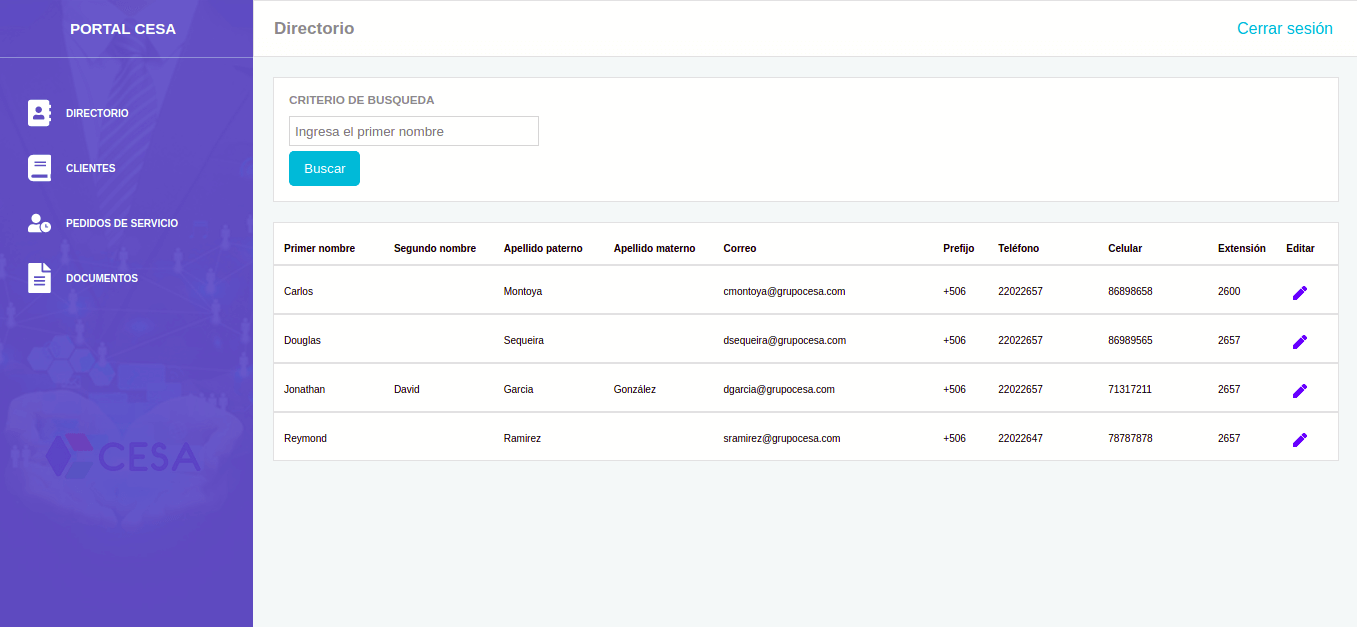 PORTAL CESA
Directorio
Cerrar sesión
DIRECTORIO
CLIENTES
PEDIDOS DE SERVICIO
DOCUMENTOS
CESA
CRITERIO DE BUSQUEDA
Ingresa el primer nombre
Buscar
Primer nombre Segundo nombre Apellido paterno Apellido materno Correo Prefijo Teléfono Celular Extensión Editar
Carlos Montoya cmontoya@grupocesa.com +506 22022657 86898658 2600
Douglas Sequeira dsequeira@grupocesa.com +506 22022657 86989565 2657
Jonathan David Garcia González dgarcia@grupocesa.com +506 22022657 71317211 2657
Reymond Ramirez sramirez@grupocesa.com +506 22022647 78787878 2657